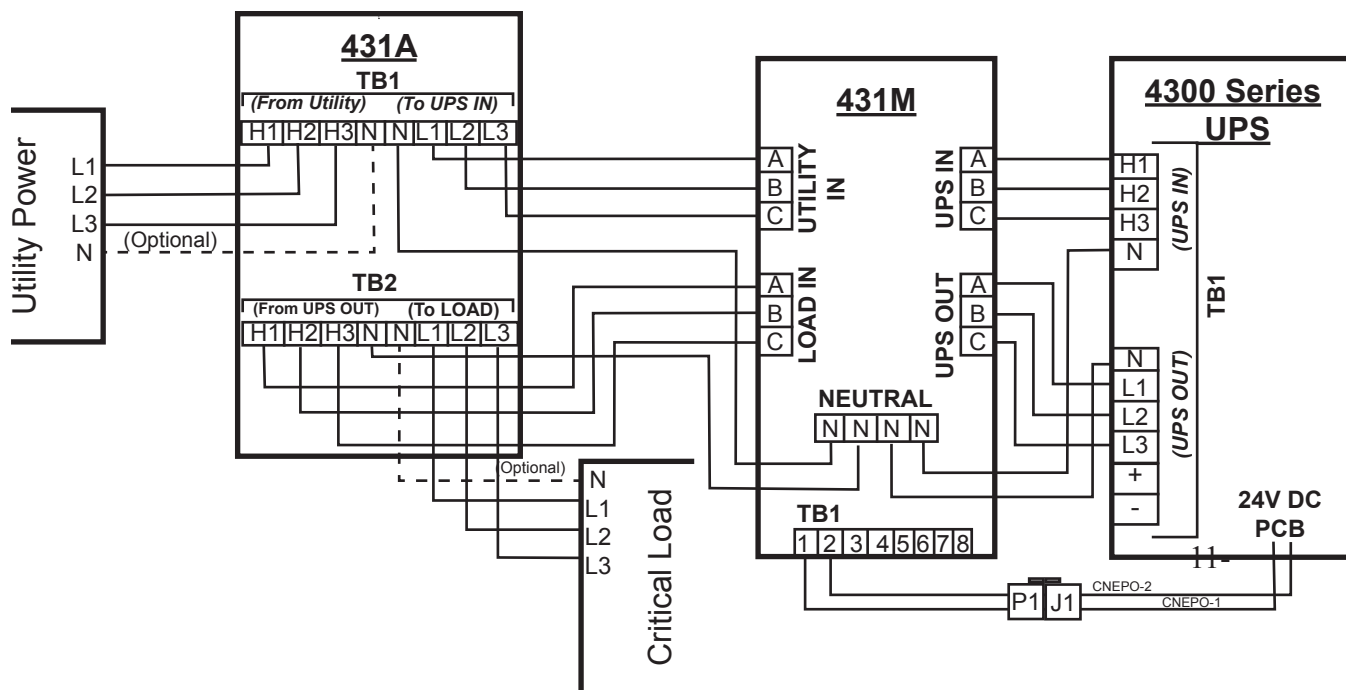 Utility Power
L1
L2
L3
N
(Optional)
431A
TB1
(From Utility) (To UPS IN)
H1 H2 H3 N N L1 L2 L3
TB2
(From UPS OUT) (To LOAD)
H1 H2 H3 N N L1 L2 L3
(Optional)
Critical Load
N
L1
L2
L3
431M
UTILITY IN
A
B
C
LOAD IN
A
B
C
UPS IN
A
B
C
UPS OUT
A
B
C
NEUTRAL
N N N N
TB1
1 2 3 4 5 6 7 8
P1 J1
CNEPO-2
CNEPO-1
4300 Series
UPS
H1
H2
H3
N
(UPS IN)
TB1
N
L1
L2
L3
+
-
(UPS OUT)
24V DC
PCB
11-